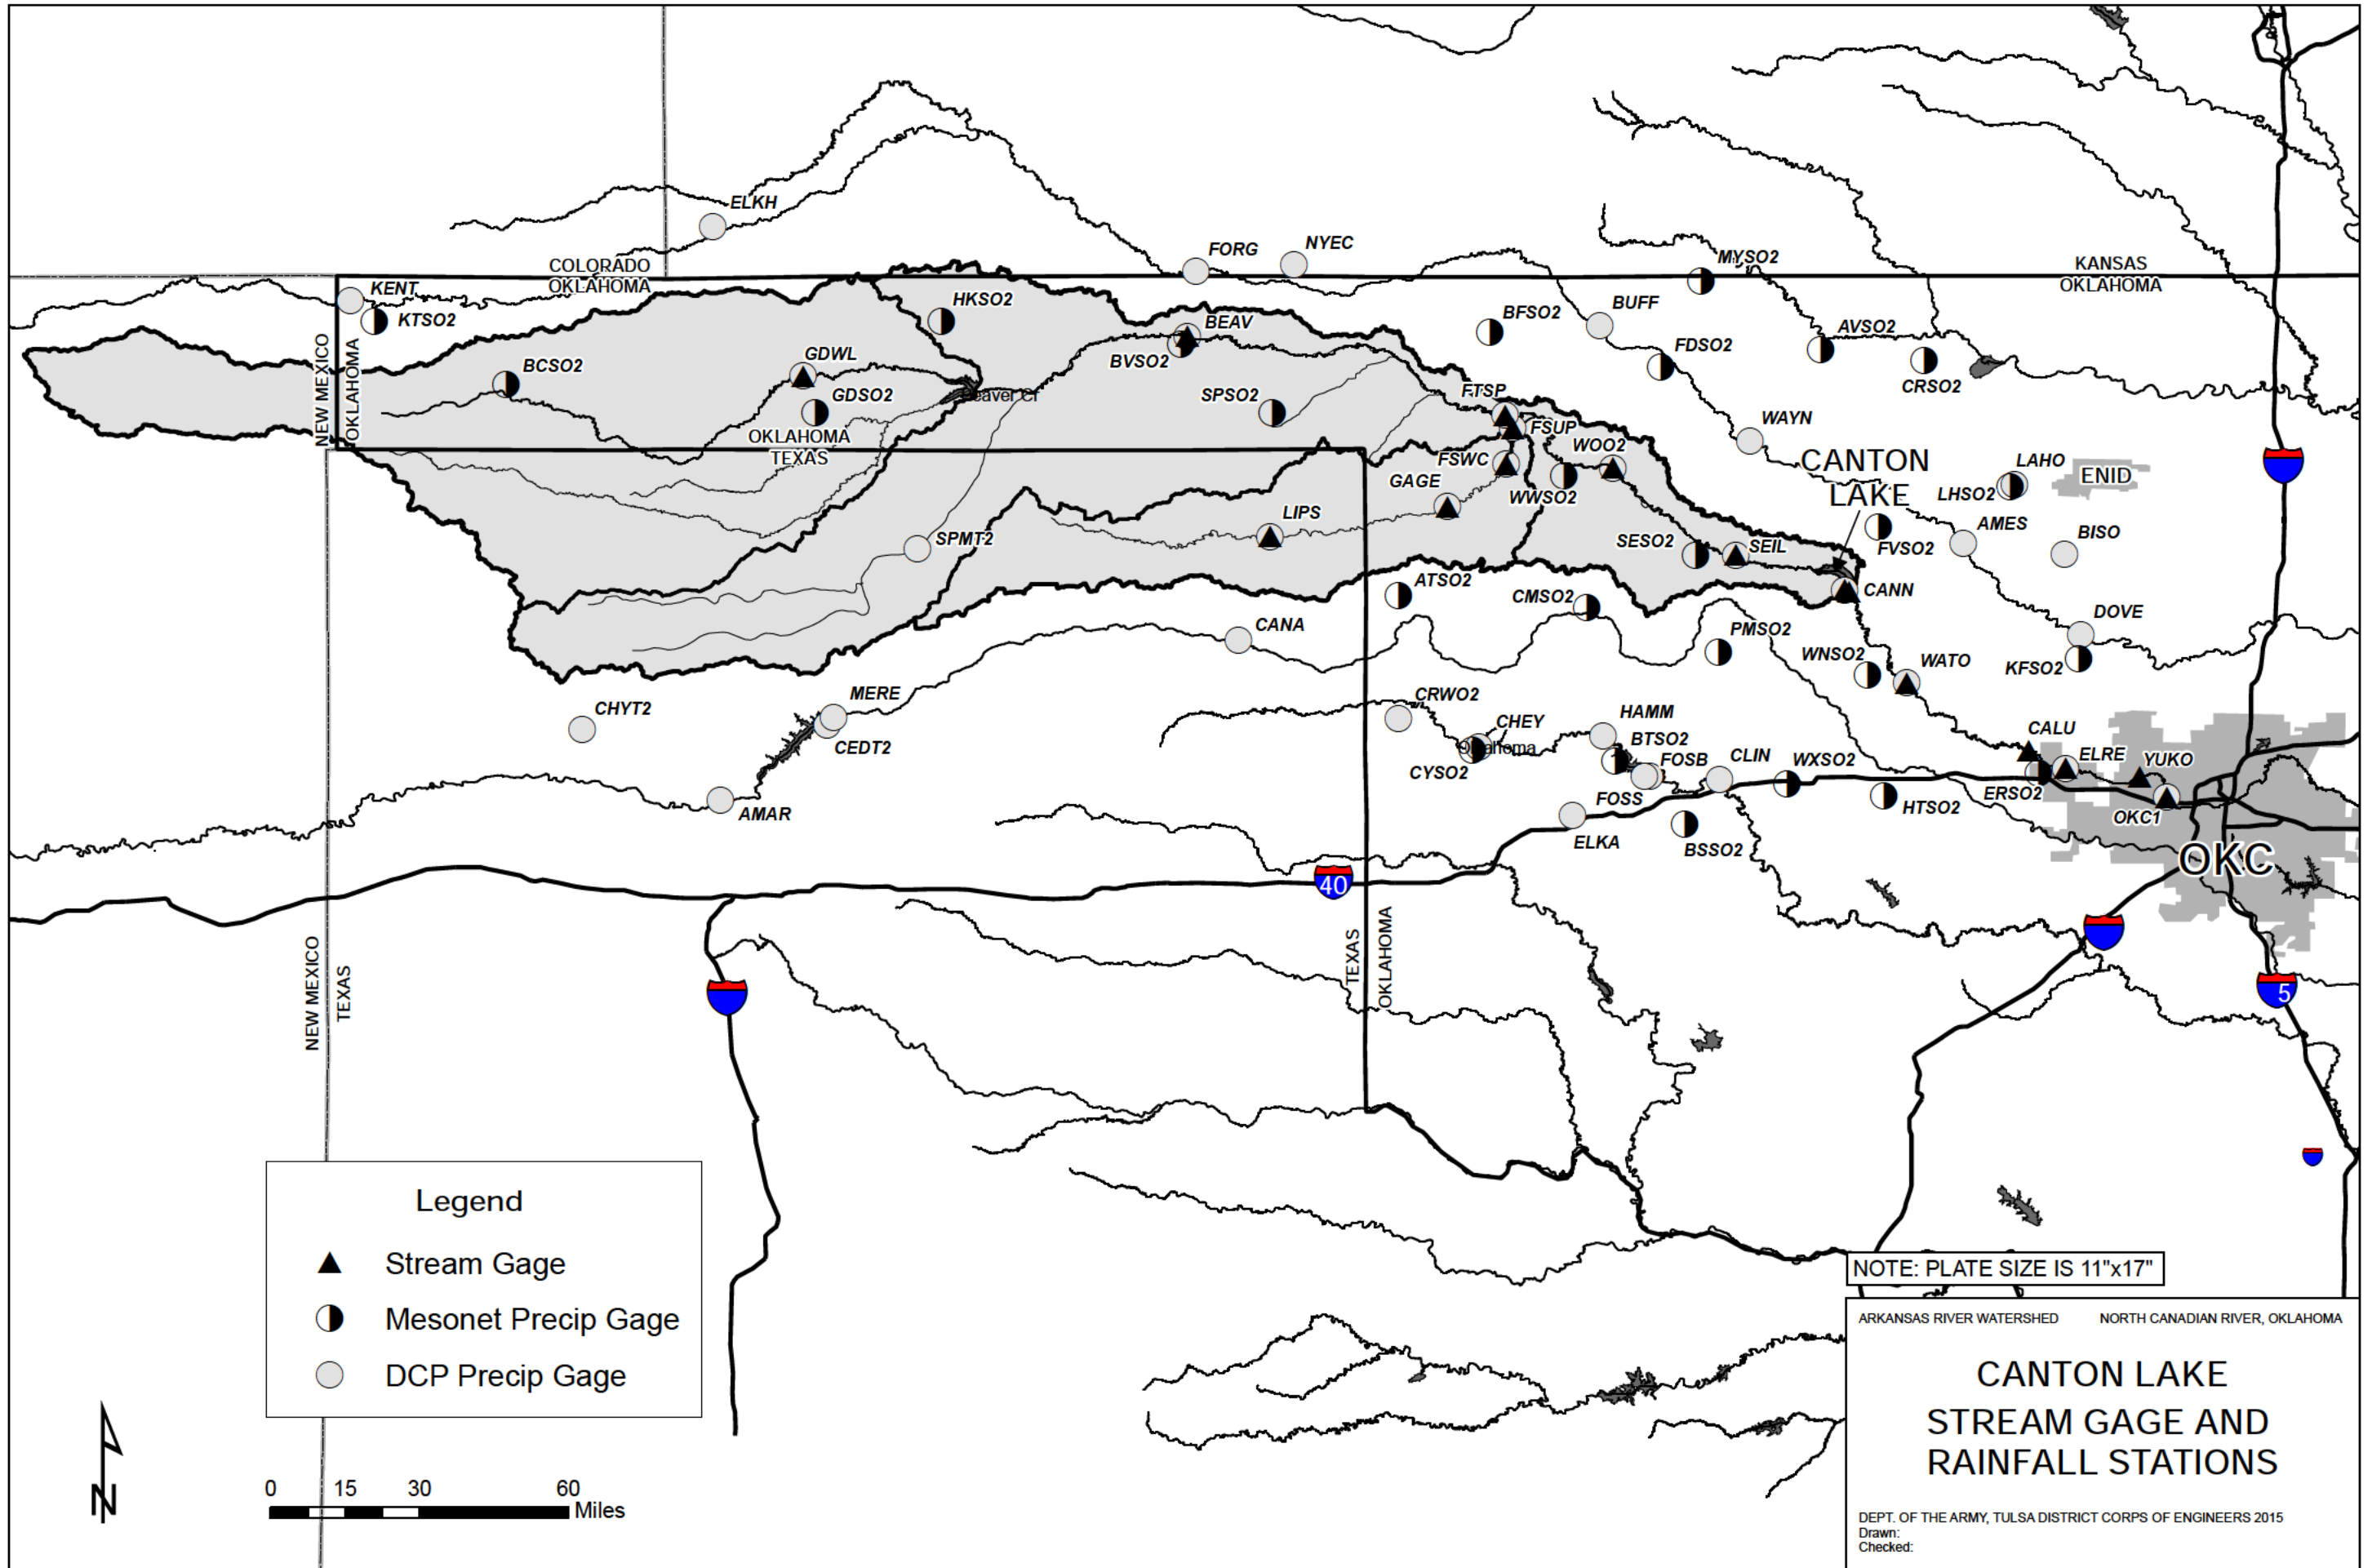 ELKH
FORG
NYEC
COLORADO
OKLAHOMA
KANSAS
OKLAHOMA
MYSO2
KENT
KTSO2
HKSO2
BEAV
BVSO2
BFSO2
BUFF
FDSO2
AVSO2
CRSO2
NEW MEXICO
OKLAHOMA
BCSO2
GDWL
GDSO2
SPSO2
FTSP
FSUP
WAYN
OKLAHOMA
TEXAS
FSWC
WOO2
WWSO2
GAGE
CANTON
LAKE
LAHO
LHSO2
ENID
AMES
BISO
FVSO2
LIPS
SPMT2
SESO2
SEIL
CANN
ATSO2
CMSO2
DOVE
CANA
PMSO2
WNSO2
WATO
KFSO2
MERE
CEDT2
CHYT2
CRWO2
CHEY
CYSO2
HAMM
BTSO2
FOSB
FOSS
CLIN
WXSO2
CALU
ELRE
YUKO
ERSO2
OKC1
HTSO2
AMAR
ELKA
BSSO2
OKC
40
NEW MEXICO
TEXAS
TEXAS
OKLAHOMA
5
Legend
Stream Gage
Mesonet Precip Gage
DCP Precip Gage
N
0 15 30 60
Miles
NOTE: PLATE SIZE IS 11"x17"
ARKANSAS RIVER WATERSHED NORTH CANADIAN RIVER, OKLAHOMA
CANTON LAKE
STREAM GAGE AND
RAINFALL STATIONS
DEPT. OF THE ARMY, TULSA DISTRICT CORPS OF ENGINEERS 2015
Drawn:
Checked: